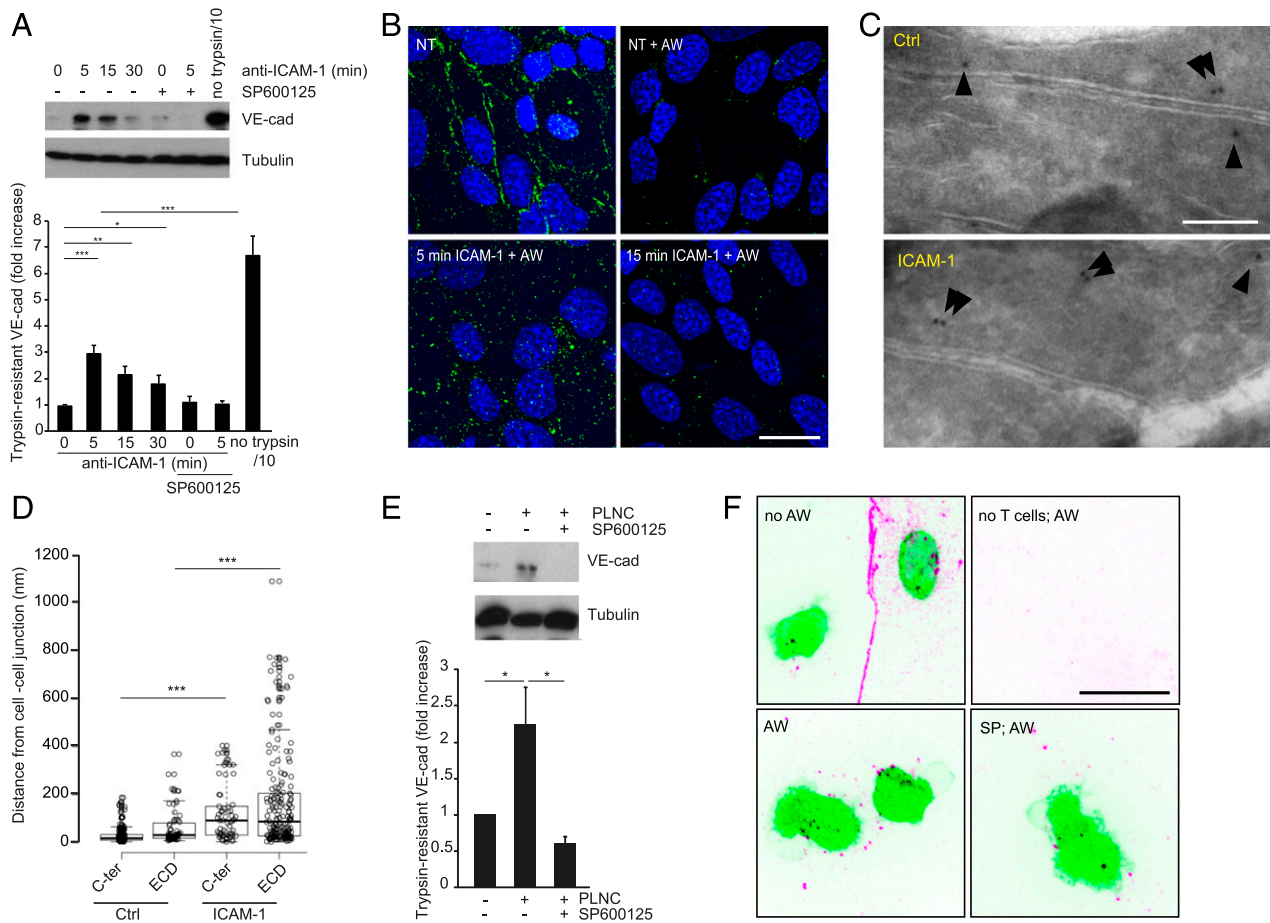 A
0 5 15 30 0 5 no trypsin/10
anti-ICAM-1 (min)
+ + SP600125
VE-cad
Tubulin
Trypsin-resistant VE-cad (fold increase)
8
7
6
5
4
3
2
1
0
***
*
**
***
0 5 15 30 0 5 no trypsin
/10
anti-ICAM-1 (min)
SP600125
B
NT
NT + AW
5 min ICAM-1 + AW
15 min ICAM-1 + AW
C
Ctrl
ICAM-1
D
Distance from cell -cell junction (nm)
1200
1000
800
600
400
200
0
***
***
C-ter ECD C-ter ECD
Ctrl ICAM-1
E
- + + PLNC
- - + SP600125
VE-cad
Tubulin
Trypsin-resistant VE-cad (fold increase)
3
2.5
2
1.5
1
0.5
0
* *
- + + PLNC
- - + SP600125
F
no AW
no T cells; AW
AW
SP; AW